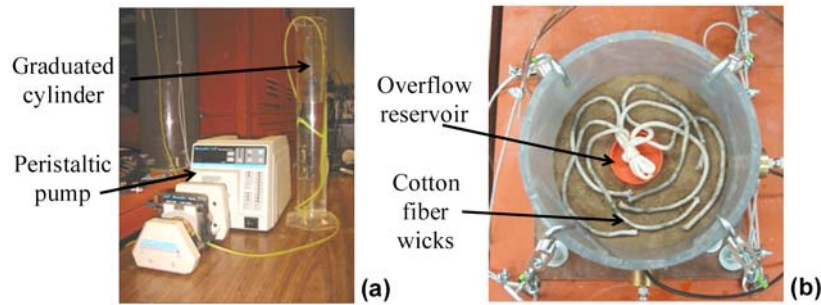 Graduated
cylinder
Peristaltic
pump
(a)
Overflow
reservoir
Cotton
fiber
wicks
(b)